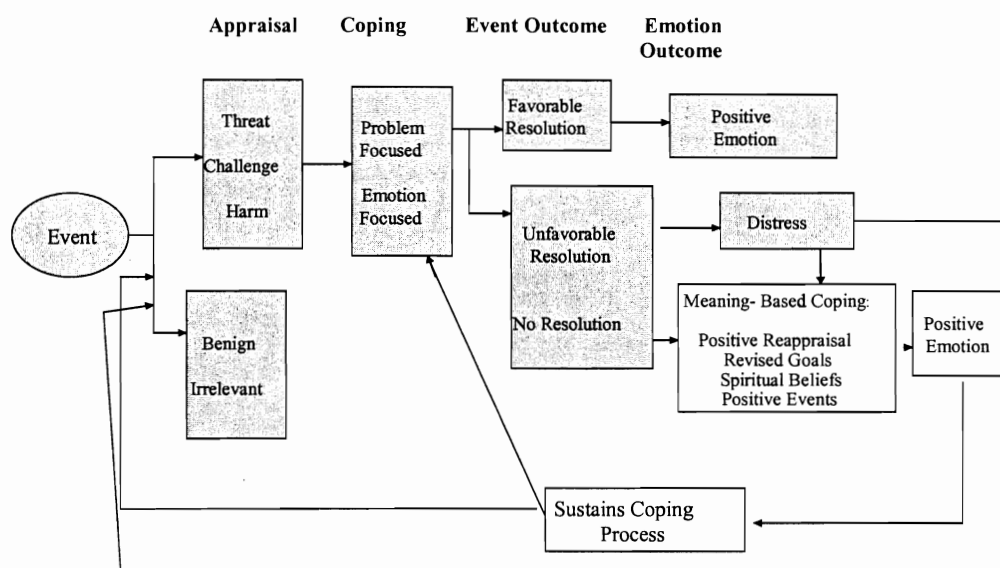 Appraisal Coping Event Outcome Emotion
Outcome
Event
Threat
Challenge
Harm
Benign
Irrelevant
Problem
Focused
Emotion
Focused
Favorable
Resolution
Unfavorable
Resolution
No Resolution
Positive
Emotion
Distress
Meaning- Based Coping:
Positive Reappraisal
Revised Goals
Spiritual Beliefs
Positive Events
Positive
Emotion
Sustains Coping
Process